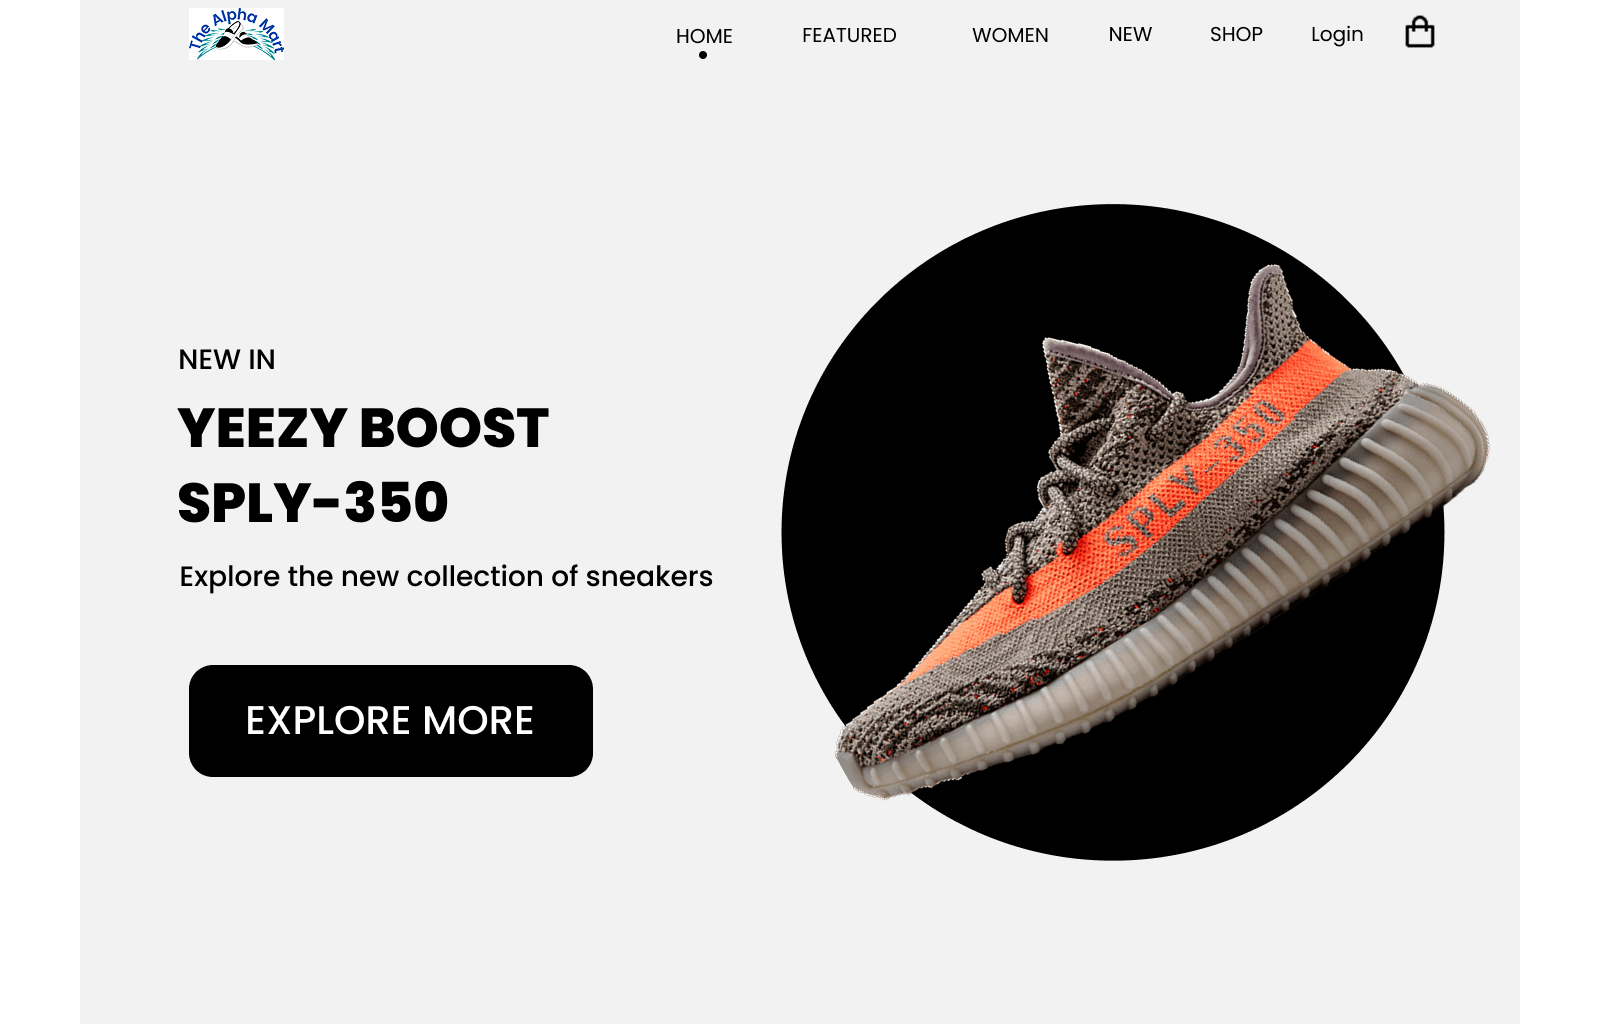 The Alpha Mart
HOME
FEATURED
WOMEN
NEW
SHOP
Login
NEW IN
YEEZY BOOST
SPLY-350
Explore the new collection of sneakers
EXPLORE MORE
SPLY-350